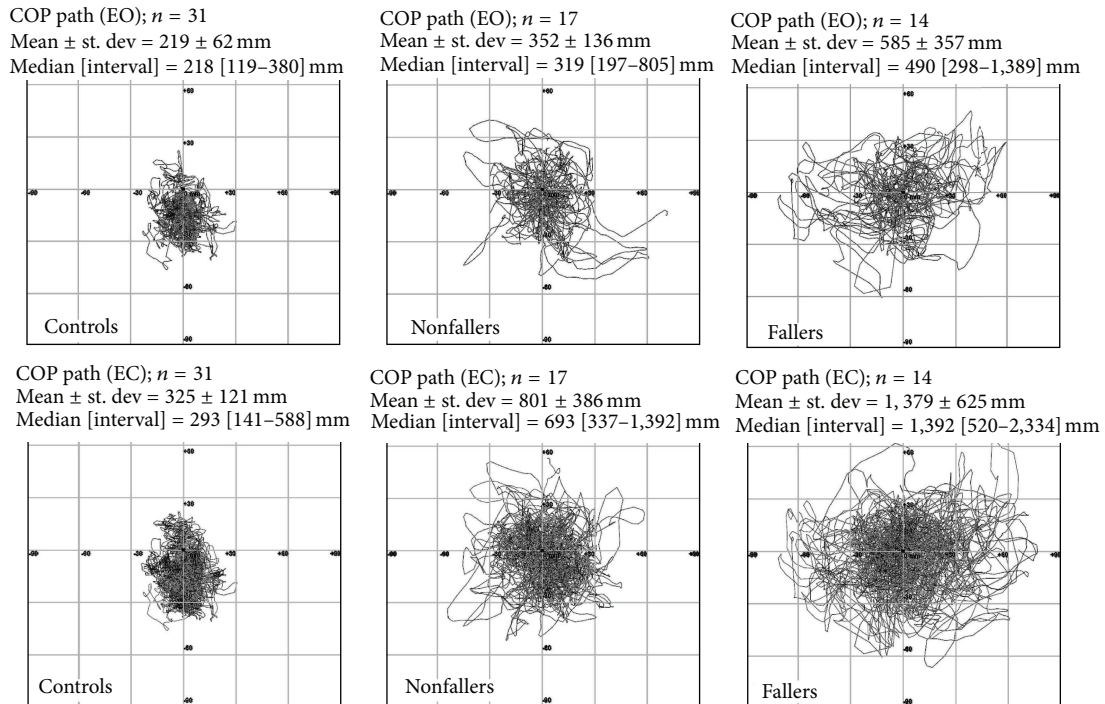 COP path (EO); n = 31
Mean ± st. dev = 219 ± 62 mm
Median [interval] = 218 [119–380] mm
COP path (EO); n = 17
Mean ± st. dev = 352 ± 136 mm
Median [interval] = 319 [197–805] mm
COP path (EO); n = 14
Mean ± st. dev = 585 ± 357 mm
Median [interval] = 490 [298–1,389] mm
Controls
Nonfallers
Fallers
COP path (EC); n = 31
Mean ± st. dev = 325 ± 121 mm
Median [interval] = 293 [141–588] mm
COP path (EC); n = 17
Mean ± st. dev = 801 ± 386 mm
Median [interval] = 693 [337–1,392] mm
COP path (EC); n = 14
Mean ± st. dev = 1, 379 ± 625 mm
Median [interval] = 1,392 [520–2,334] mm
Controls
Nonfallers
Fallers